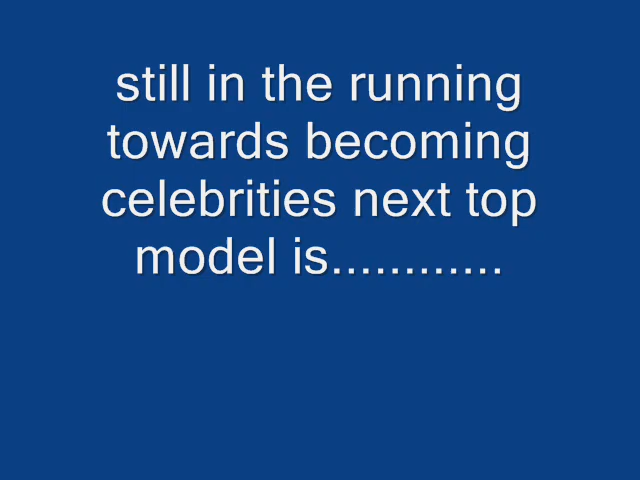 still in the running
towards becoming
celebrities next top
model is............